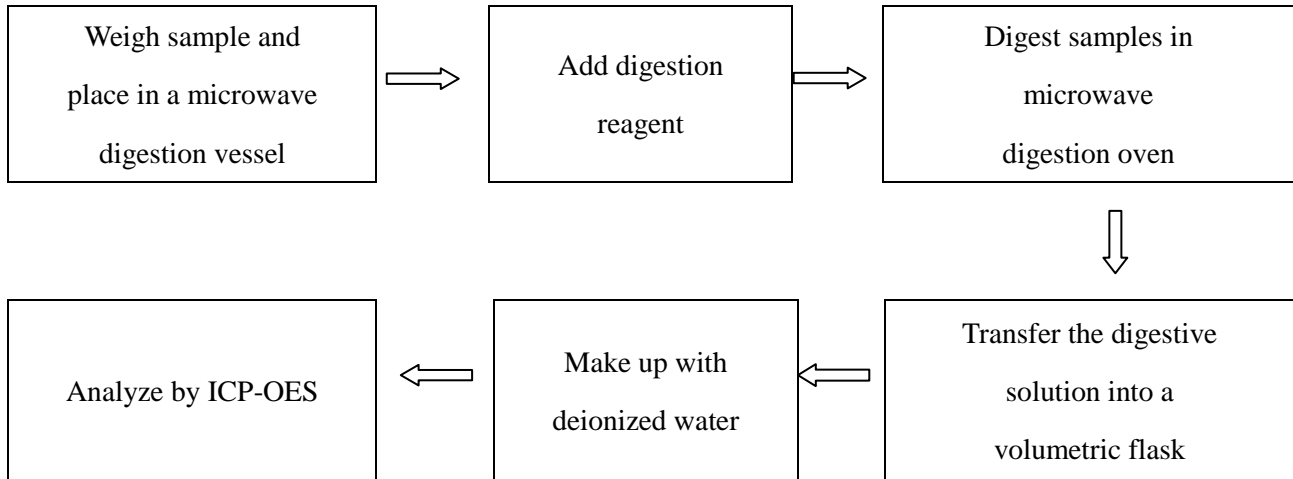 Weigh sample and
place in a microwave
digestion vessel
Add digestion
reagent
Digest samples in
microwave
digestion oven
Transfer the digestive
solution into a
volumetric flask
Make up with
deionized water
Analyze by ICP-OES